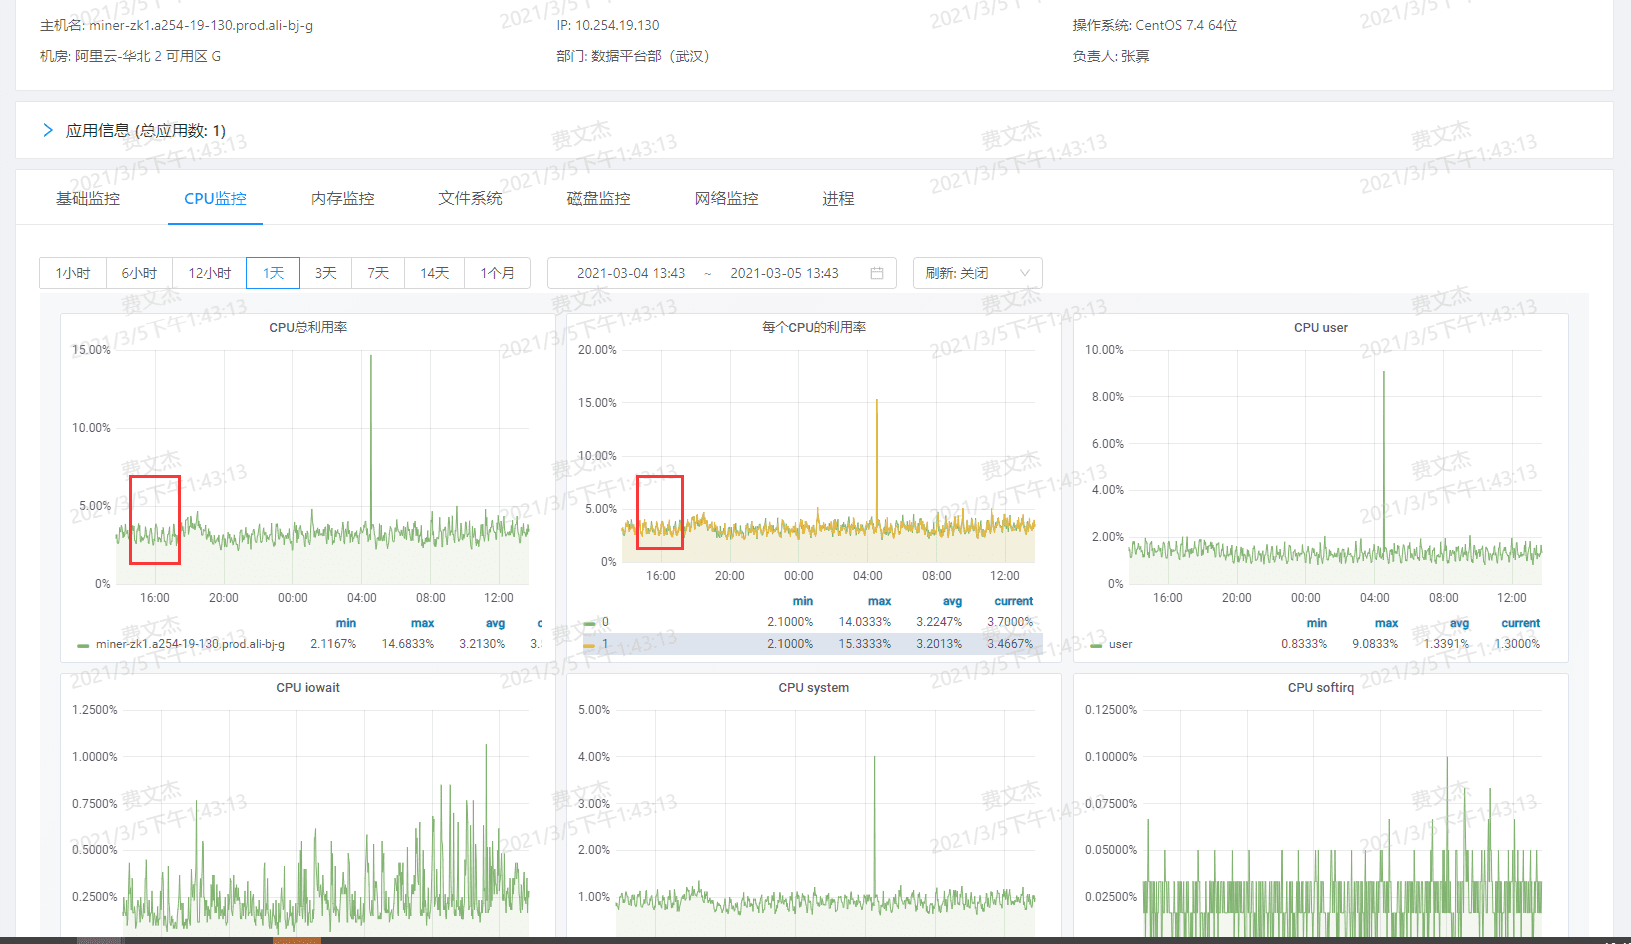 主机名: miner-zk1.a254-19-130.prod.ali-bj-g
IP: 10.254.19.130
操作系统: CentOS 7.4 64位
机房: 阿里云-华北 2 可用区 G
部门: 数据平台部（武汉）
负责人: 张票
应用信息 (总应用数: 1)
基础监控 CPU监控 内存监控 文件系统 磁盘监控 网络监控 进程
1小时 6小时 12小时 1天 3天 7天 14天 1个月
2021-03-04 13:43 ~ 2021-03-05 13:43
刷新: 关闭
CPU总利用率
15.00%
10.00%
5.00%
0%
16:00 20:00 00:00 04:00 08:00 12:00
min max avg c
miner-zk1.a254-19-130.prod.ali-bj-g 2.1167% 14.6833% 3.2130% 3.
每个CPU的利用率
20.00%
15.00%
10.00%
5.00%
0%
16:00 20:00 00:00 04:00 08:00 12:00
min max avg current
0 2.1000% 14.0333% 3.2247% 3.7000%
1 2.1000% 15.3333% 3.2013% 3.4667%
CPU user
10.00%
8.00%
6.00%
4.00%
2.00%
0%
16:00 20:00 00:00 04:00 08:00 12:00
min max avg current
user 0.8333% 9.0833% 1.3391% 1.3000%
CPU iowait
1.2500%
1.0000%
0.7500%
0.5000%
0.2500%
CPU system
5.00%
4.00%
3.00%
2.00%
1.00%
CPU softirq
0.12500%
0.10000%
0.07500%
0.05000%
0.02500%
费文杰
2021/3/5下午1:43:13